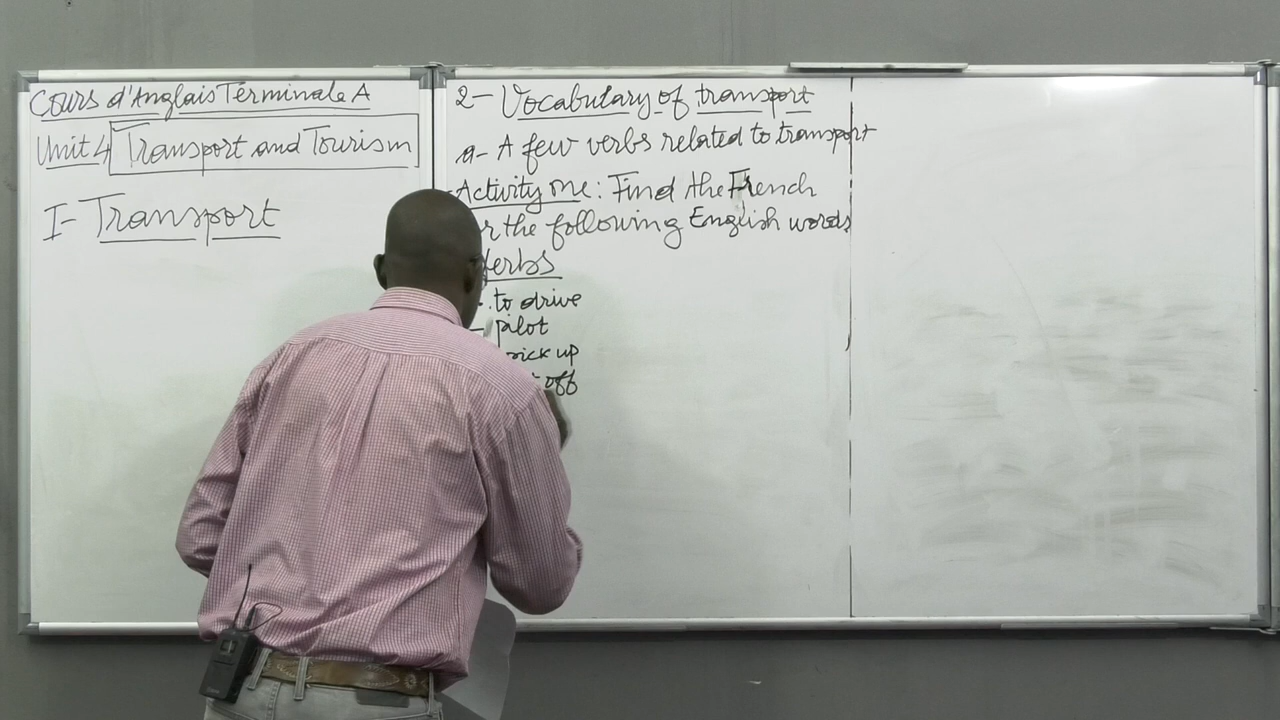 Cours d'Anglais Terminale A
Unit 4 Transport and Tourism
I- Transport
2- Vocabulary of transport
a- A few verbs related to transport
Activity one: Find the French
the following English words
verbs
- to drive
- pilot
pick up
off